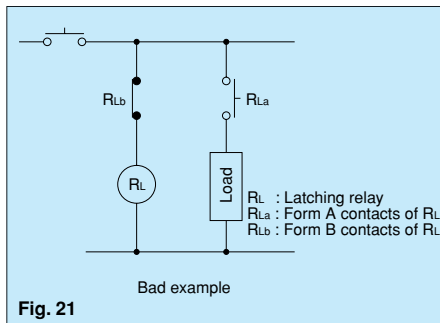 RLb
RLa
RL
Load
RL : Latching relay
RLa : Form A contacts of RL
RLb : Form B contacts of RL
Bad example
Fig. 21